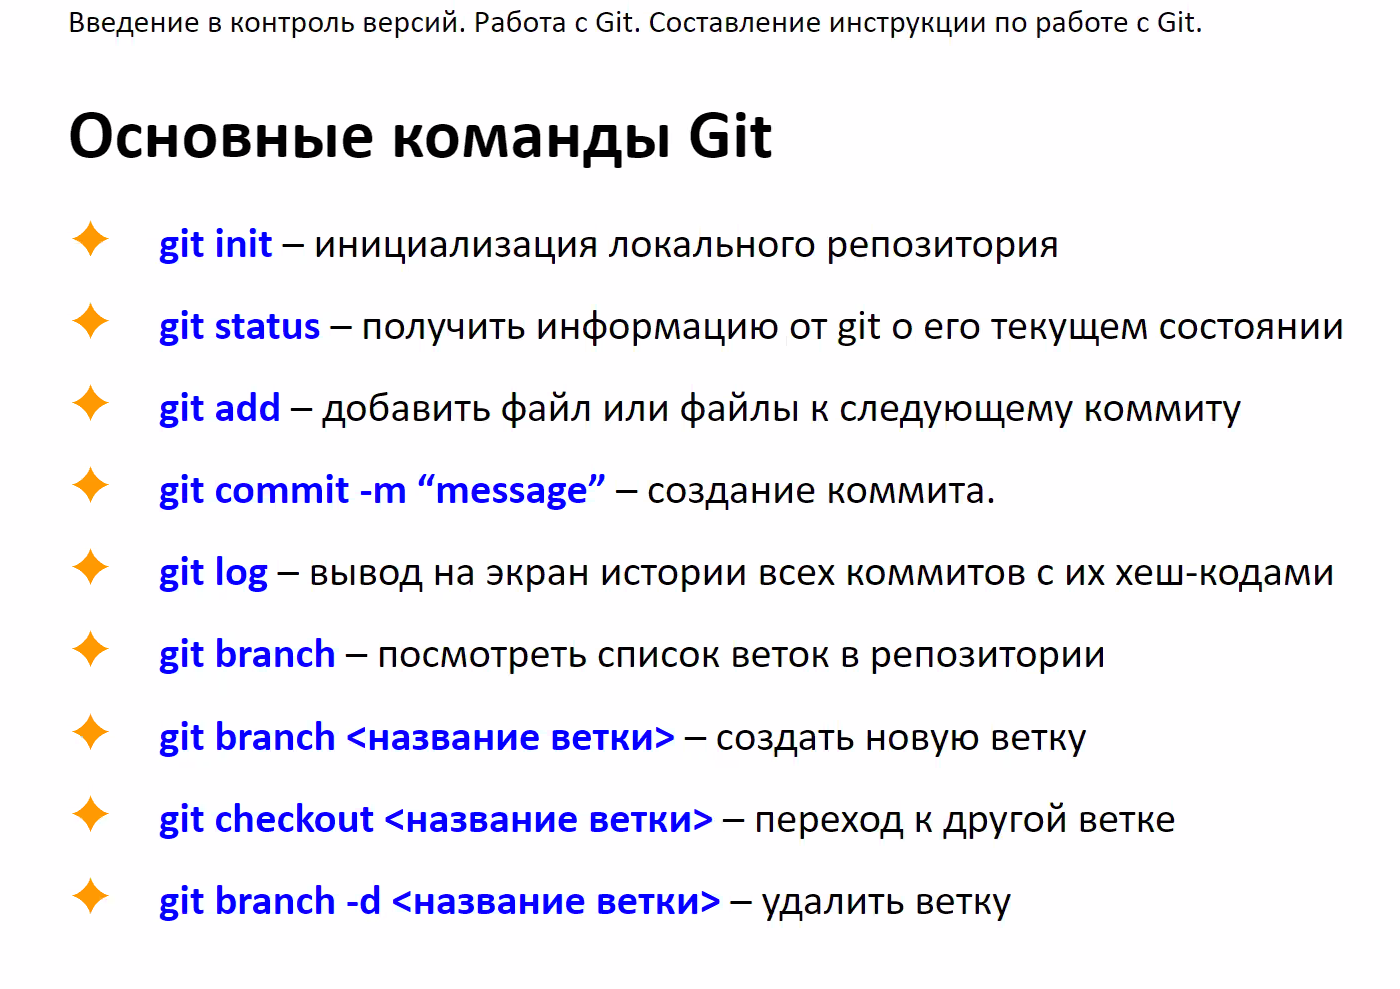 Введение в контроль версий. Работа с Git. Составление инструкции по работе с Git.
Основные команды Git
git init – инициализация локального репозитория
git status – получить информацию от git о его текущем состоянии
git add – добавить файл или файлы к следующему коммиту
git commit -m “message” – создание коммита.
git log – вывод на экран истории всех коммитов с их хеш-кодами
git branch – посмотреть список веток в репозитории
git branch <название ветки> – создать новую ветку
git checkout <название ветки> – переход к другой ветке
git branch -d <название ветки> – удалить ветку